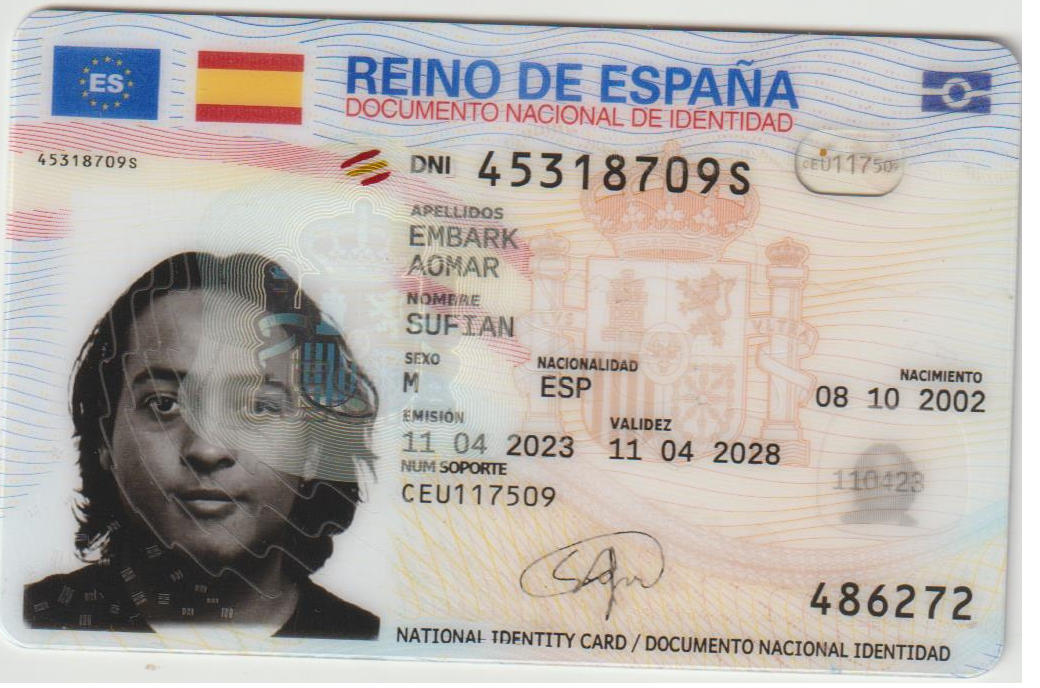 ES
REINO DE ESPAÑA
DOCUMENTO NACIONAL DE IDENTIDAD
45318709S
DNI 45318709S
CEU117509
APELLIDOS
EMBARK
AOMAR
NOMBRE
SUFIAN
SEXO NACIONALIDAD NACIMIENTO
M ESP 08 10 2002
EMISIÓN VALIDEZ
11 04 2023 11 04 2028
NUM SOPORTE
CEU117509
110423
486272
NATIONAL IDENTITY CARD / DOCUMENTO NACIONAL IDENTIDAD